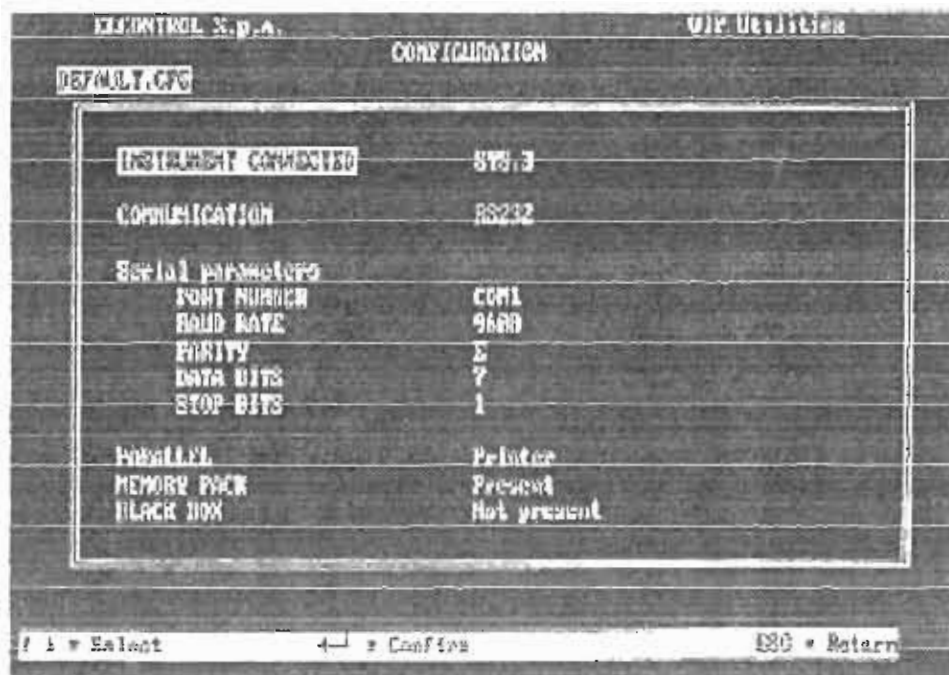 ELCONTROL S.p.A. VIP Utilities
CONFIGURATION
DEFAULT.CFG
INSTRUMENT CONNECTED SYS.3
COMMUNICATION RS232
Serial parameters
PORT NUMBER COM1
BAUD RATE 9600
PARITY E
DATA BITS 7
STOP BITS 1
PARALLEL Printer
MEMORY PACK Present
BLACK BOX Not present
↑ ↓ = Select ◄─┘ = Confirm ESC = Return